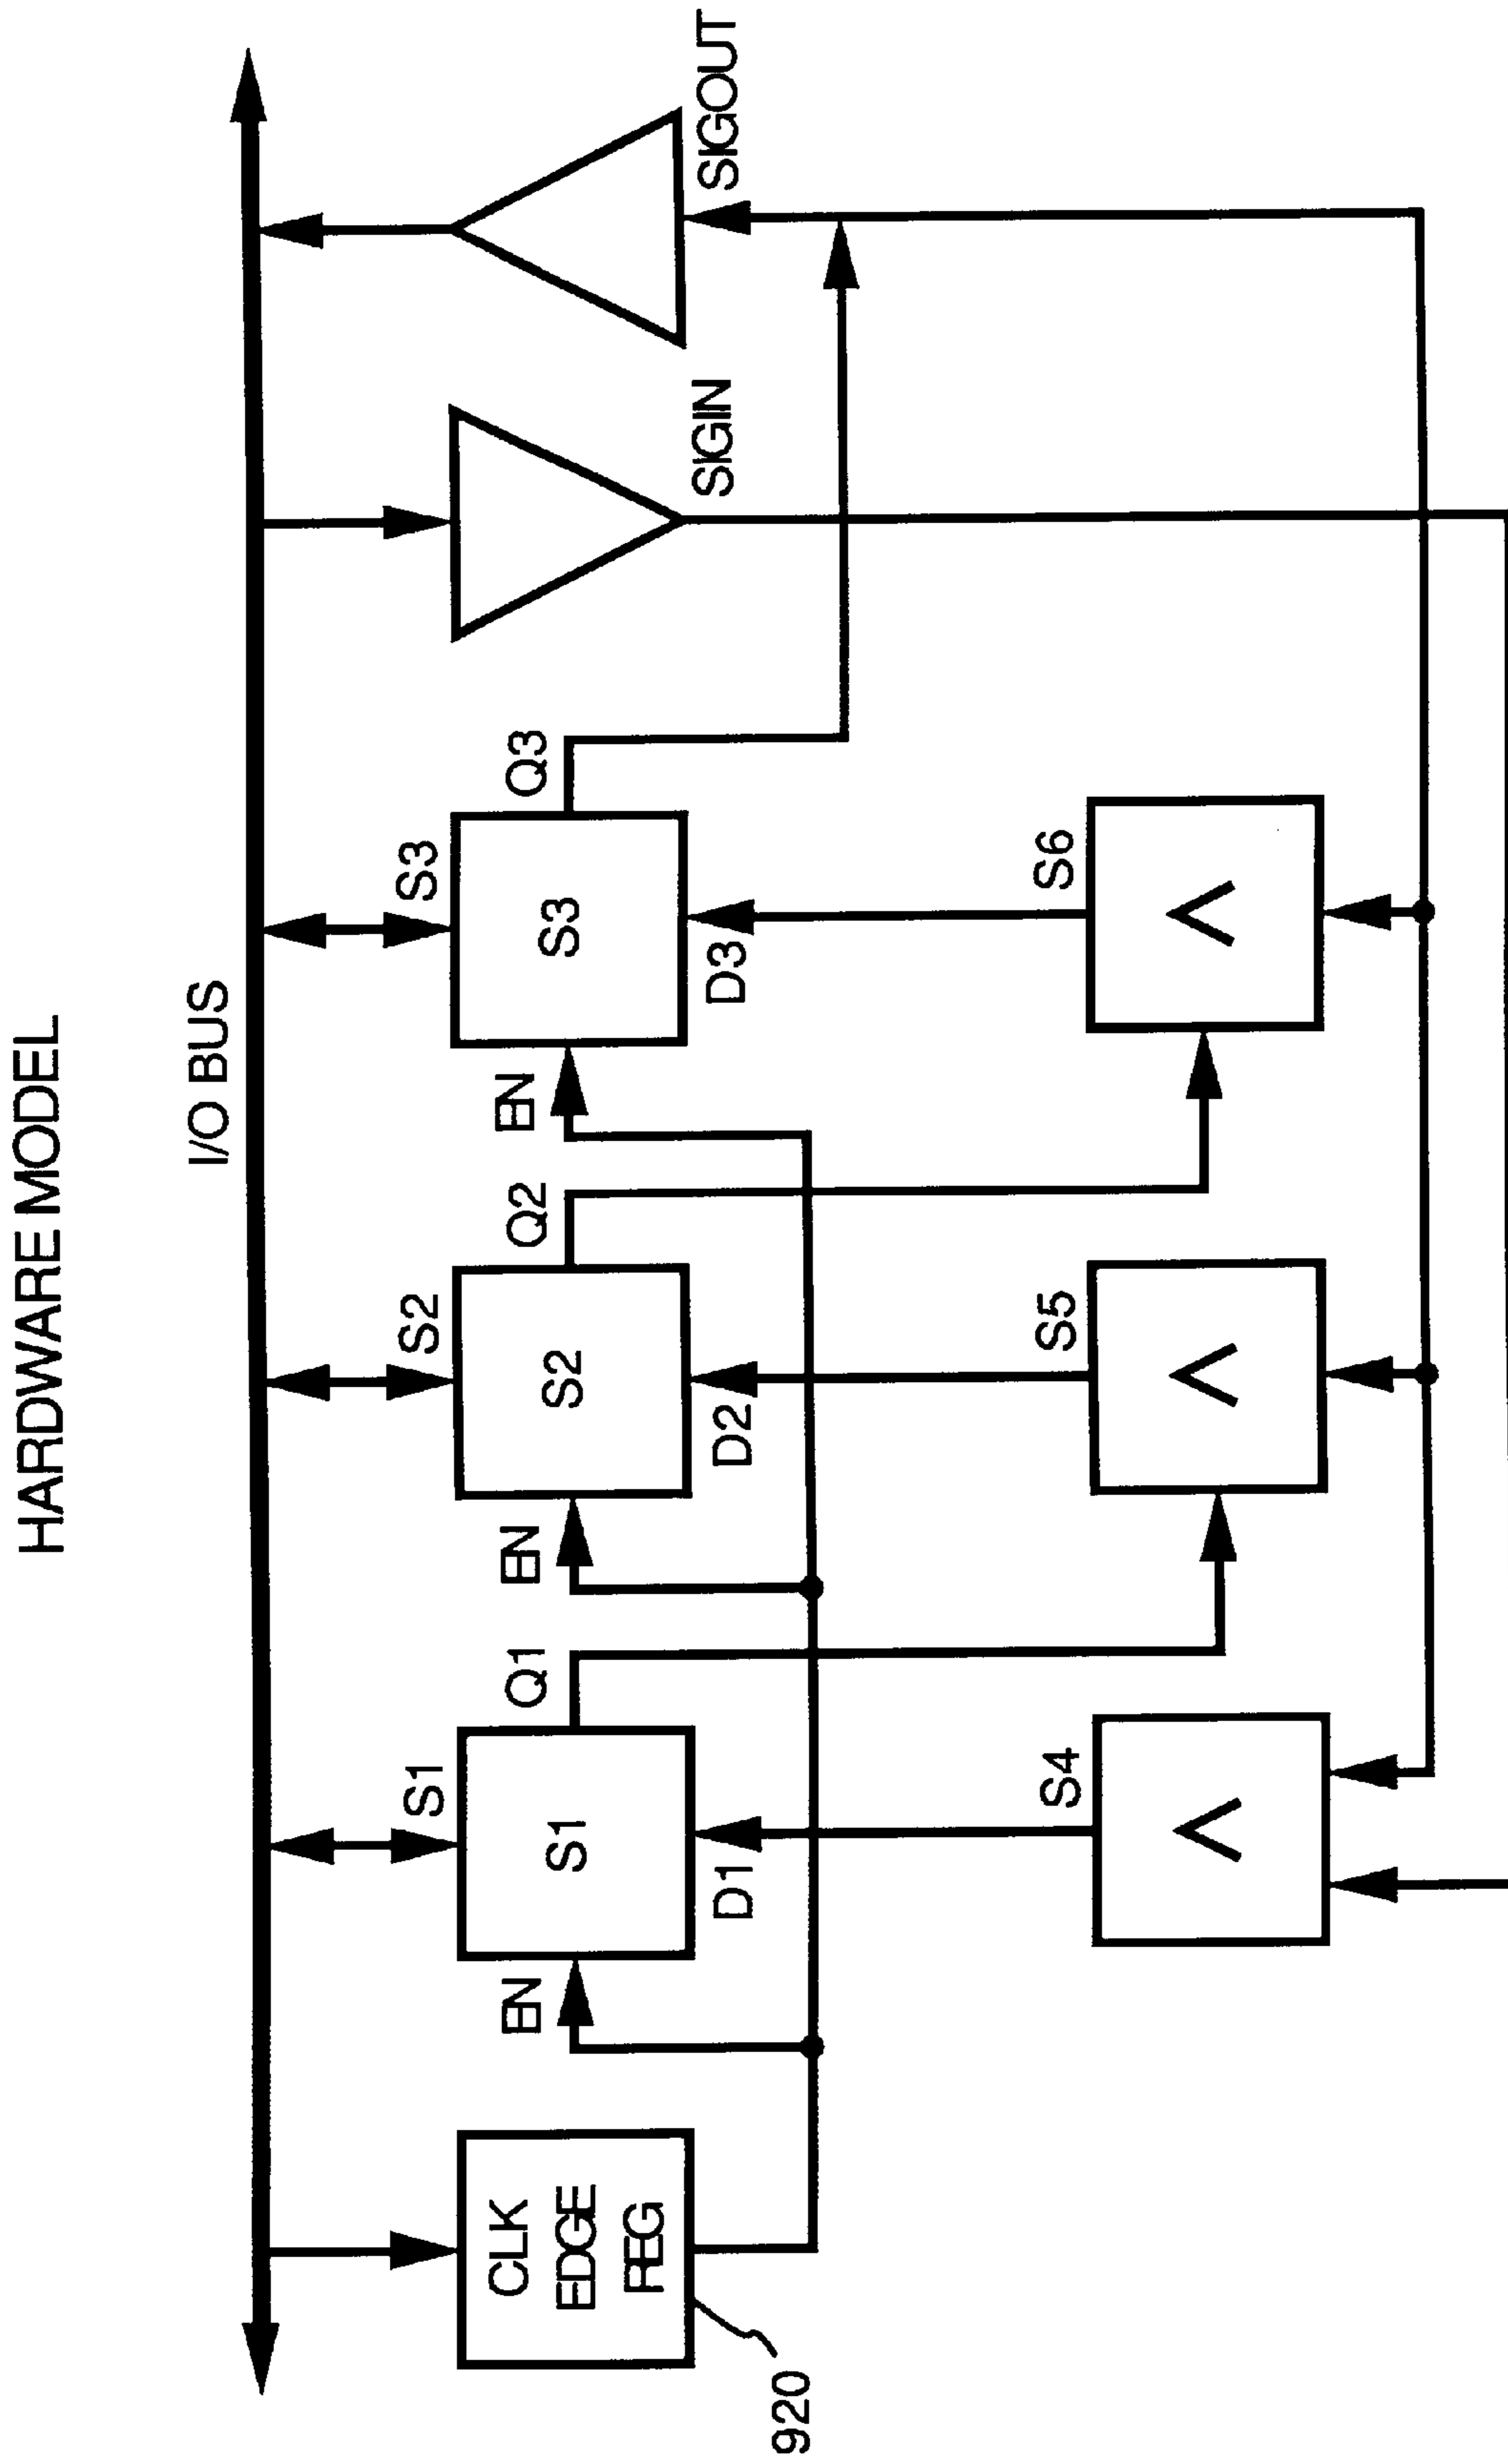 HARDWARE MODEL
I/O BUS
S1
S2
S3
CLK
EDGE
REG
EN
S1
Q1
EN
S2
Q2
EN
S3
Q3
D1
D2
D3
SIGIN
SIGOUT
920
S4
S5
S6
^
^
^